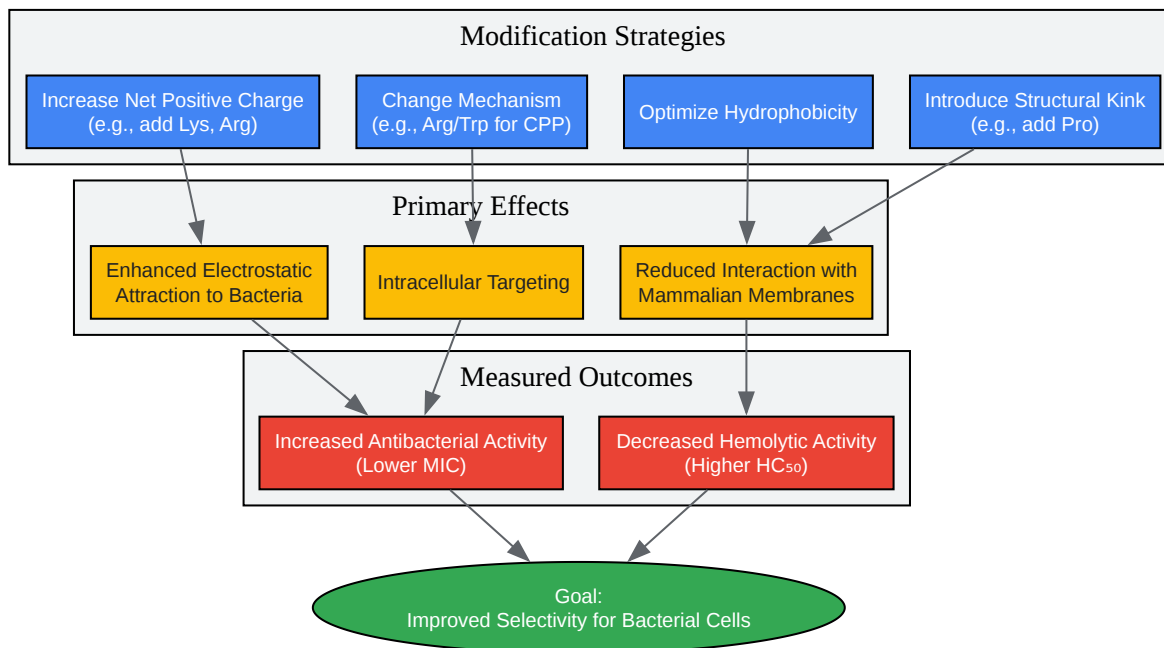 Modification Strategies
Increase Net Positive Charge
(e.g., add Lys, Arg)
Change Mechanism
(e.g., Arg/Trp for CPP)
Optimize Hydrophobicity
Introduce Structural Kink
(e.g., add Pro)
Primary Effects
Enhanced Electrostatic
Attraction to Bacteria
Intracellular Targeting
Reduced Interaction with
Mammalian Membranes
Measured Outcomes
Increased Antibacterial Activity
(Lower MIC)
Decreased Hemolytic Activity
(Higher HC₅₀)
Goal:
Improved Selectivity for Bacterial Cells